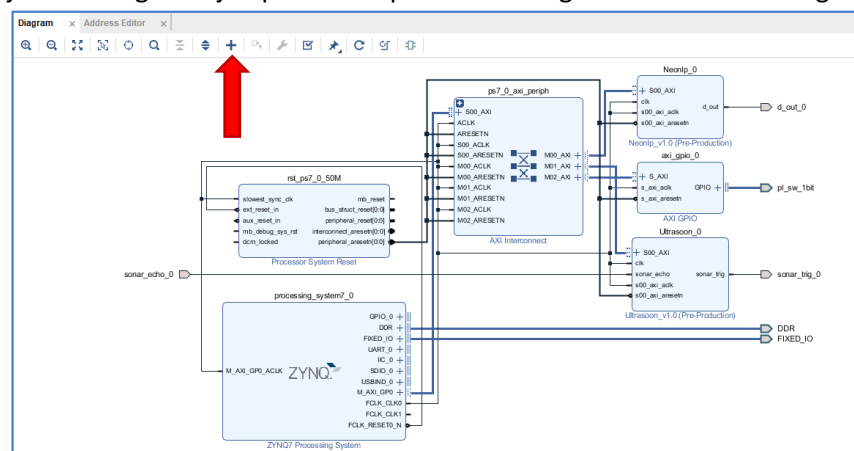 Diagram × Address Editor ×
NeonIp_0
S00_AXI
clk
s00_axi_aclk
s00_axi_aresetn
d_out
d_out_0
NeonIp_v1.0 (Pre-Production)
ps7_0_axi_periph
S00_AXI
ACLK
ARESETN
S00_ACLK
S00_ARESETN
M00_ACLK
M00_ARESETN
M01_ACLK
M01_ARESETN
M02_ACLK
M02_ARESETN
M00_AXI
M01_AXI
M02_AXI
AXI Interconnect
axi_gpio_0
S_AXI
s_axi_aclk
s_axi_aresetn
GPIO
pl_sw_1bit
AXI GPIO
rst_ps7_0_50M
slowest_sync_clk
ext_reset_in
aux_reset_in
mb_debug_sys_rst
dcm_locked
mb_reset
bus_struct_reset[0:0]
peripheral_reset[0:0]
interconnect_aresetn[0:0]
peripheral_aresetn[0:0]
Processor System Reset
Ultrasoon_0
S00_AXI
clk
sonar_echo
s00_axi_aclk
s00_axi_aresetn
sonar_trig
sonar_trig_0
Ultrasoon_v1.0 (Pre-Production)
sonar_echo_0
processing_system7_0
M_AXI_GP0_ACLK
ZYNQ
GPIO_0
DDR
FIXED_IO
UART_0
IIC_0
SDIO_0
USBIND_0
M_AXI_GP0
FCLK_CLK0
FCLK_CLK1
FCLK_RESET0_N
DDR
FIXED_IO
ZYNQ7 Processing System